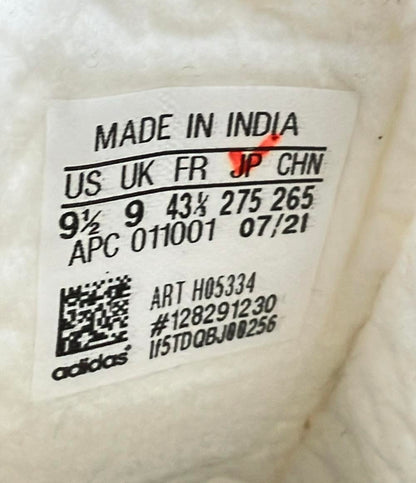 MADE IN INDIA
US UK FR JP CHN
9½ 9 43⅓ 275 265
APC 011001 07/21
ART H05334
#128291230
If5TDQBJ00256
adidas